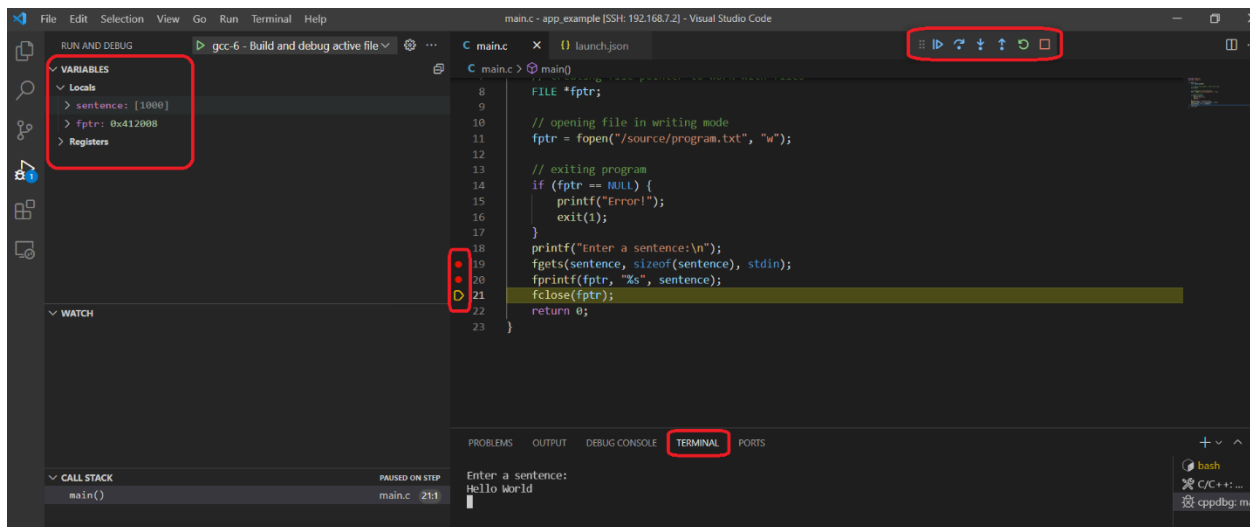 File Edit Selection View Go Run Terminal Help
main.c - app_example [SSH: 192.168.7.2] - Visual Studio Code
RUN AND DEBUG
gcc-6 - Build and debug active file
VARIABLES
Locals
sentence: [1000]
fptr: 0x412008
Registers
WATCH
CALL STACK
PAUSED ON STEP
main()
main.c 21:1
1
C main.c
{} launch.json
C main.c > main()
8 FILE *fptr;
9
10 // opening file in writing mode
11 fptr = fopen("/source/program.txt", "w");
12
13 // exiting program
14 if (fptr == NULL) {
15 printf("Error!");
16 exit(1);
17 }
18 printf("Enter a sentence:\n");
19 fgets(sentence, sizeof(sentence), stdin);
20 fprintf(fptr, "%s", sentence);
21 fclose(fptr);
22 return 0;
23 }
PROBLEMS OUTPUT DEBUG CONSOLE TERMINAL PORTS
Enter a sentence:
Hello World
bash
C/C++: ...
cppdbg: m